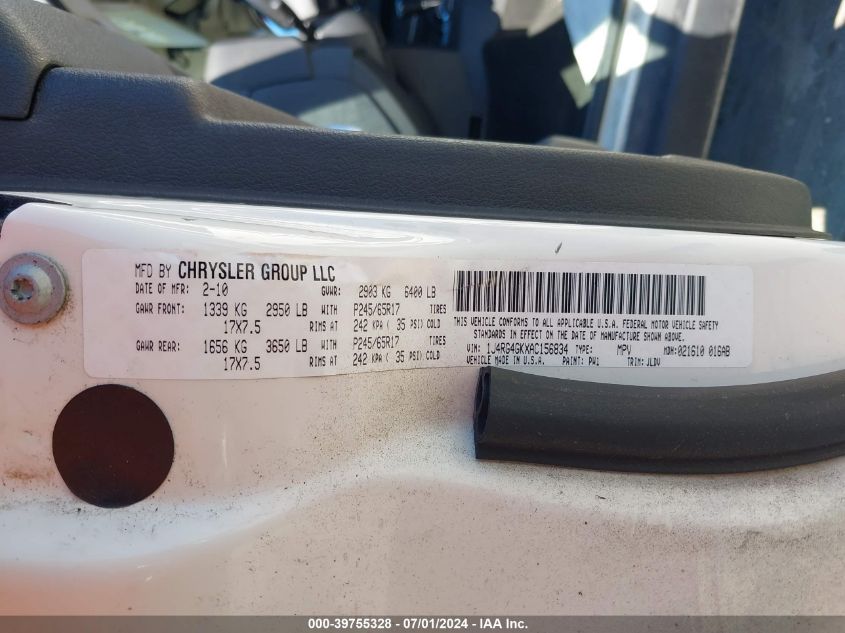 MFD BY CHRYSLER GROUP LLC
DATE OF MFR: 2-10 GVWR: 2903 KG 6400 LB
GAWR FRONT: 1339 KG 2950 LB WITH P245/65R17 TIRES
17X7.5 RIMS AT 242 KPA ( 35 PSI) COLD
GAWR REAR: 1656 KG 3650 LB WITH P245/65R17 TIRES
17X7.5 RIMS AT 242 KPA ( 35 PSI) COLD
THIS VEHICLE CONFORMS TO ALL APPLICABLE U.S.A. FEDERAL MOTOR VEHICLE SAFETY
STANDARDS IN EFFECT ON THE DATE OF MANUFACTURE SHOWN ABOVE.
VIN: 1J4RG4GKXAC156834 TYPE: MPV MDH: 021610 016AB
VEHICLE MADE IN U.S.A. PAINT: PW1 TRIM: JLDV
000-39755328 - 07/01/2024 - IAA Inc.